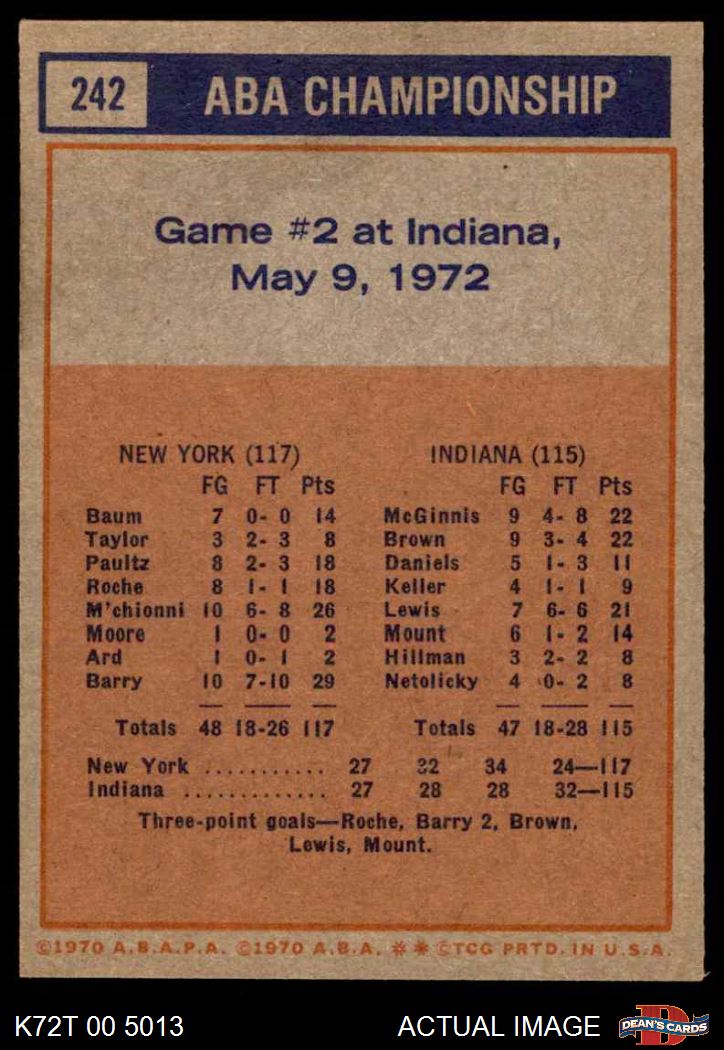 242 ABA CHAMPIONSHIP
Game #2 at Indiana,
May 9, 1972
NEW YORK (117)
FG FT Pts
Baum 7 0- 0 14
Taylor 3 2- 3 8
Paultz 8 2- 3 18
Roche 8 1- 1 18
M'chionni 10 6- 8 26
Moore 1 0- 0 2
Ard 1 0- 1 2
Barry 10 7-10 29
Totals 48 18-26 117
INDIANA (115)
FG FT Pts
McGinnis 9 4- 8 22
Brown 9 3- 4 22
Daniels 5 1- 3 11
Keller 4 1- 1 9
Lewis 7 6- 6 21
Mount 6 1- 2 14
Hillman 3 2- 2 8
Netolicky 4 0- 2 8
Totals 47 18-28 115
New York ........... 27 32 34 24—117
Indiana ............. 27 28 28 32—115
Three-point goals—Roche, Barry 2, Brown,
Lewis, Mount.
©1970 A.B.A.P.A. ©1970 A.B.A. ** ©TCG PRTD. IN U.S.A.
K72T 00 5013 ACTUAL IMAGE D DEAN'S CARDS